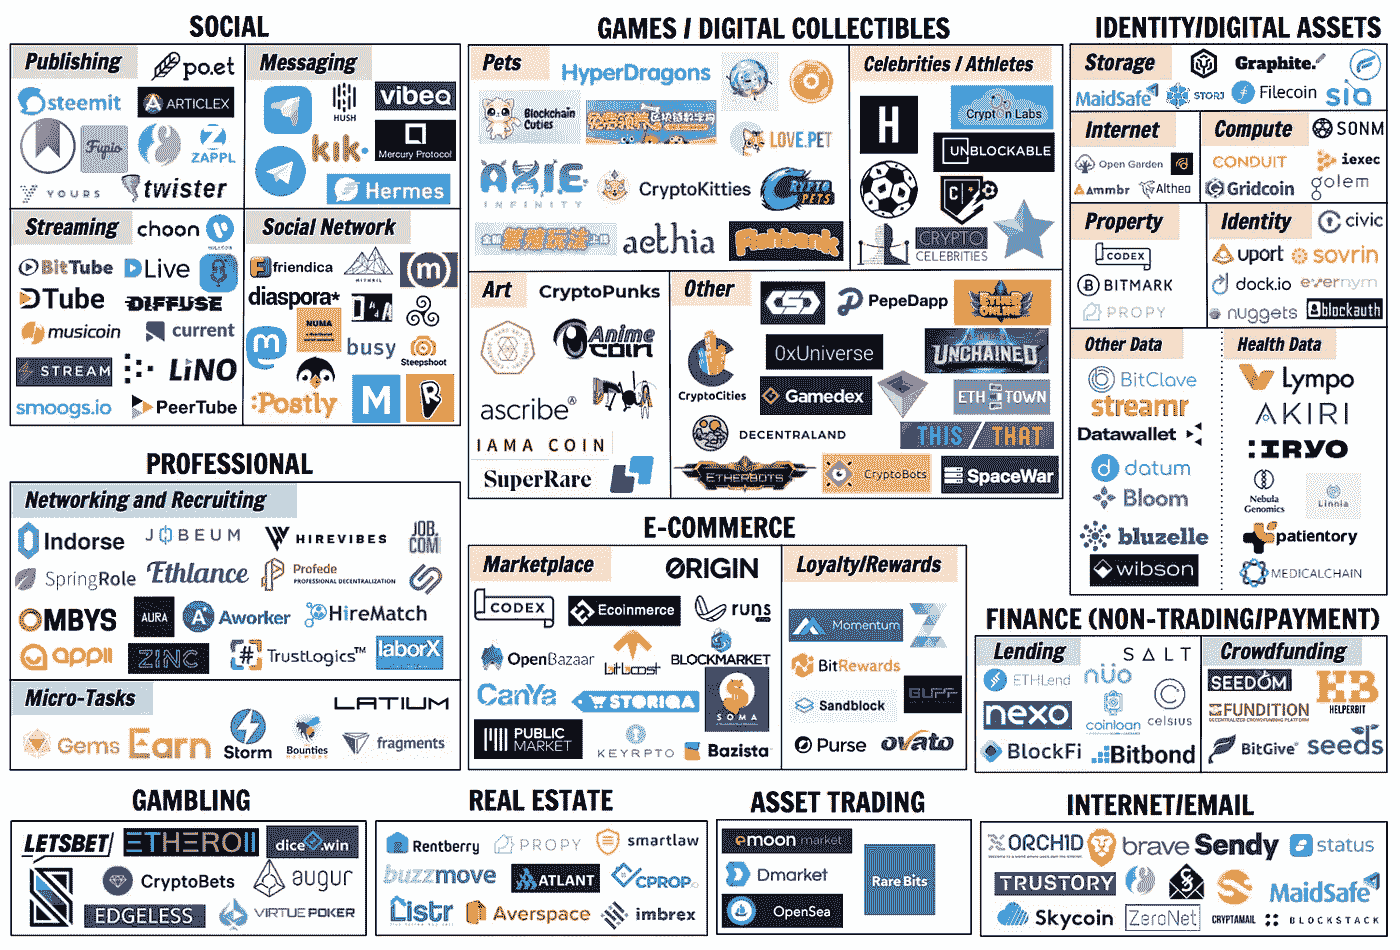 SOCIAL
Publishing
po.et
steemit
ARTICLEX
Fupio
ZAPPL
YOURS
twister
Messaging
HUSH
vibeo
kik
Mercury Protocol
Hermes
Streaming
choon
BitTube
DLive
DTube
DIFFUSE
musicoin
current
STREAM
LiNO
smoogs.io
PeerTube
Social Network
friendica
MITHRIL
m
diaspora*
NUMA
busy
Steepshoot
:Postly
M
R
GAMES / DIGITAL COLLECTIBLES
Pets
HyperDragons
Blockchain
Cuties
LOVE.PET
AXIE
INFINITY
CryptoKitties
CRYPTO
PETS
aethia
Fishbank
Celebrities / Athletes
H
Crypton Labs
UNBLOCKABLE
CRYPTO
CELEBRITIES
Art
CryptoPunks
RARE ART
Anime
coin
ascribe
IAMA COIN
SuperRare
Other
PepeDapp
ETHER
ONLINE
CryptoCities
0xUniverse
UNCHAINED
Gamedex
ETH TOWN
DECENTRALAND
THIS / THAT
ETHERBOTS
CryptoBots
SpaceWar
IDENTITY/DIGITAL ASSETS
Storage
Graphite.
MaidSafe
STORJ
Filecoin
sia
Internet
Open Garden
Ammbr
Althea
Compute
SONM
CONDUIT
iexec
Gridcoin
golem
Property
CODEX
BITMARK
PROPY
Identity
civic
uport
sovrin
dock.io
evernym
nuggets
blockauth
Other Data
BitClave
streamr
Datawallet
datum
Bloom
bluzelle
wibson
Health Data
Lympo
AKIRI
IRYO
Nebula
Genomics
Linnia
patientory
MEDICALCHAIN
PROFESSIONAL
Networking and Recruiting
Indorse
JOBEUM
HIREVIBES
JOB.
COM
SpringRole
Ethlance
Profede
PROFESSIONAL DECENTRALIZATION
OMBYS
AURA
Aworker
HireMatch
appii
ZINC
TrustLogics™
laborX
Micro-Tasks
LATIUM
Gems
Earn
Storm
Bounties
NETWORK
fragments
E-COMMERCE
Marketplace
ORIGIN
CODEX
Ecoinmerce
runs
OpenBazaar
bitboost
BLOCKMARKET
CanYa
STORIQA
SOMA
PUBLIC
MARKET
KEYRPTO
Bazista
Loyalty/Rewards
Momentum
BitRewards
Sandblock
BUFF
Purse
ovato
FINANCE (NON-TRADING/PAYMENT)
Lending
SALT
ETHLend
nüo
nexo
coinloan
celsius
BlockFi
Bitbond
Crowdfunding
SEEDOM
HB
HELPERBIT
FUNDITION
DECENTRALIZED CROWDFUNDING PLATFORM
BitGive
seeds
GAMBLING
LETSBET/
ETHEROll
dice.win
CryptoBets
augur
EDGELESS
VIRTUE POKER
REAL ESTATE
Rentberry
PROPY
smartlaw
buzzmove
ATLANT
CPROP
Listr
Averspace
imbrex
ASSET TRADING
emoon market
Dmarket
OpenSea
Rare Bits
INTERNET/EMAIL
ORCHID
brave
Sendy
status
TRUSTORY
MaidSafe
Skycoin
ZeroNet
CRYPTAMAIL
BLOCKSTACK